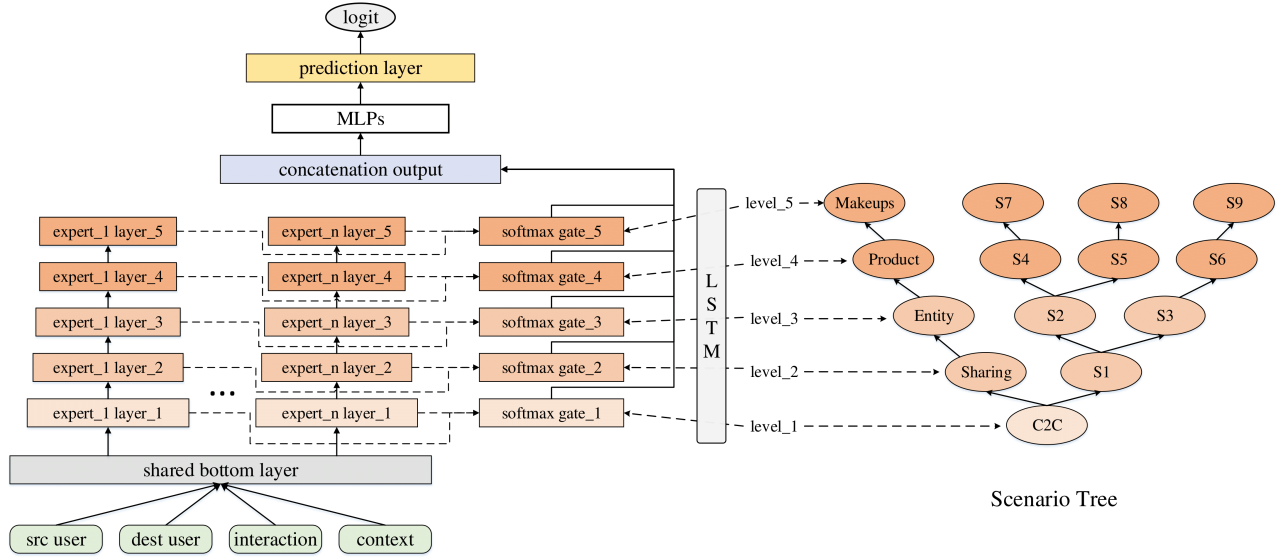 logit
prediction layer
MLPs
concatenation output
expert_1 layer_5
expert_n layer_5
softmax gate_5
expert_1 layer_4
expert_n layer_4
softmax gate_4
expert_1 layer_3
expert_n layer_3
softmax gate_3
expert_1 layer_2
expert_n layer_2
softmax gate_2
...
expert_1 layer_1
expert_n layer_1
softmax gate_1
shared bottom layer
src user
dest user
interaction
context
L
S
T
M
level_5
level_4
level_3
level_2
level_1
Makeups
S7
S8
S9
Product
S4
S5
S6
Entity
S2
S3
Sharing
S1
C2C
Scenario Tree